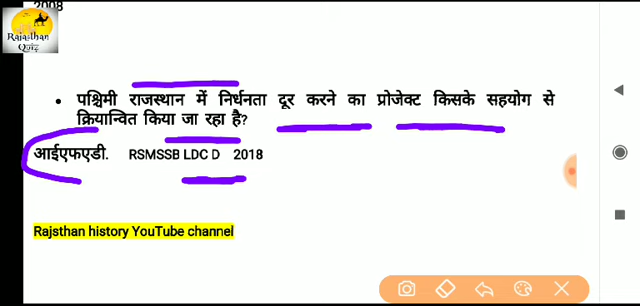 2008
Rajasthan
Quiz
• पश्चिमी राजस्थान में निर्धनता दूर करने का प्रोजेक्ट किसके सहयोग से
क्रियान्वित किया जा रहा है?
आईएफएडी. RSMSSB LDC D 2018
Rajsthan history YouTube channel